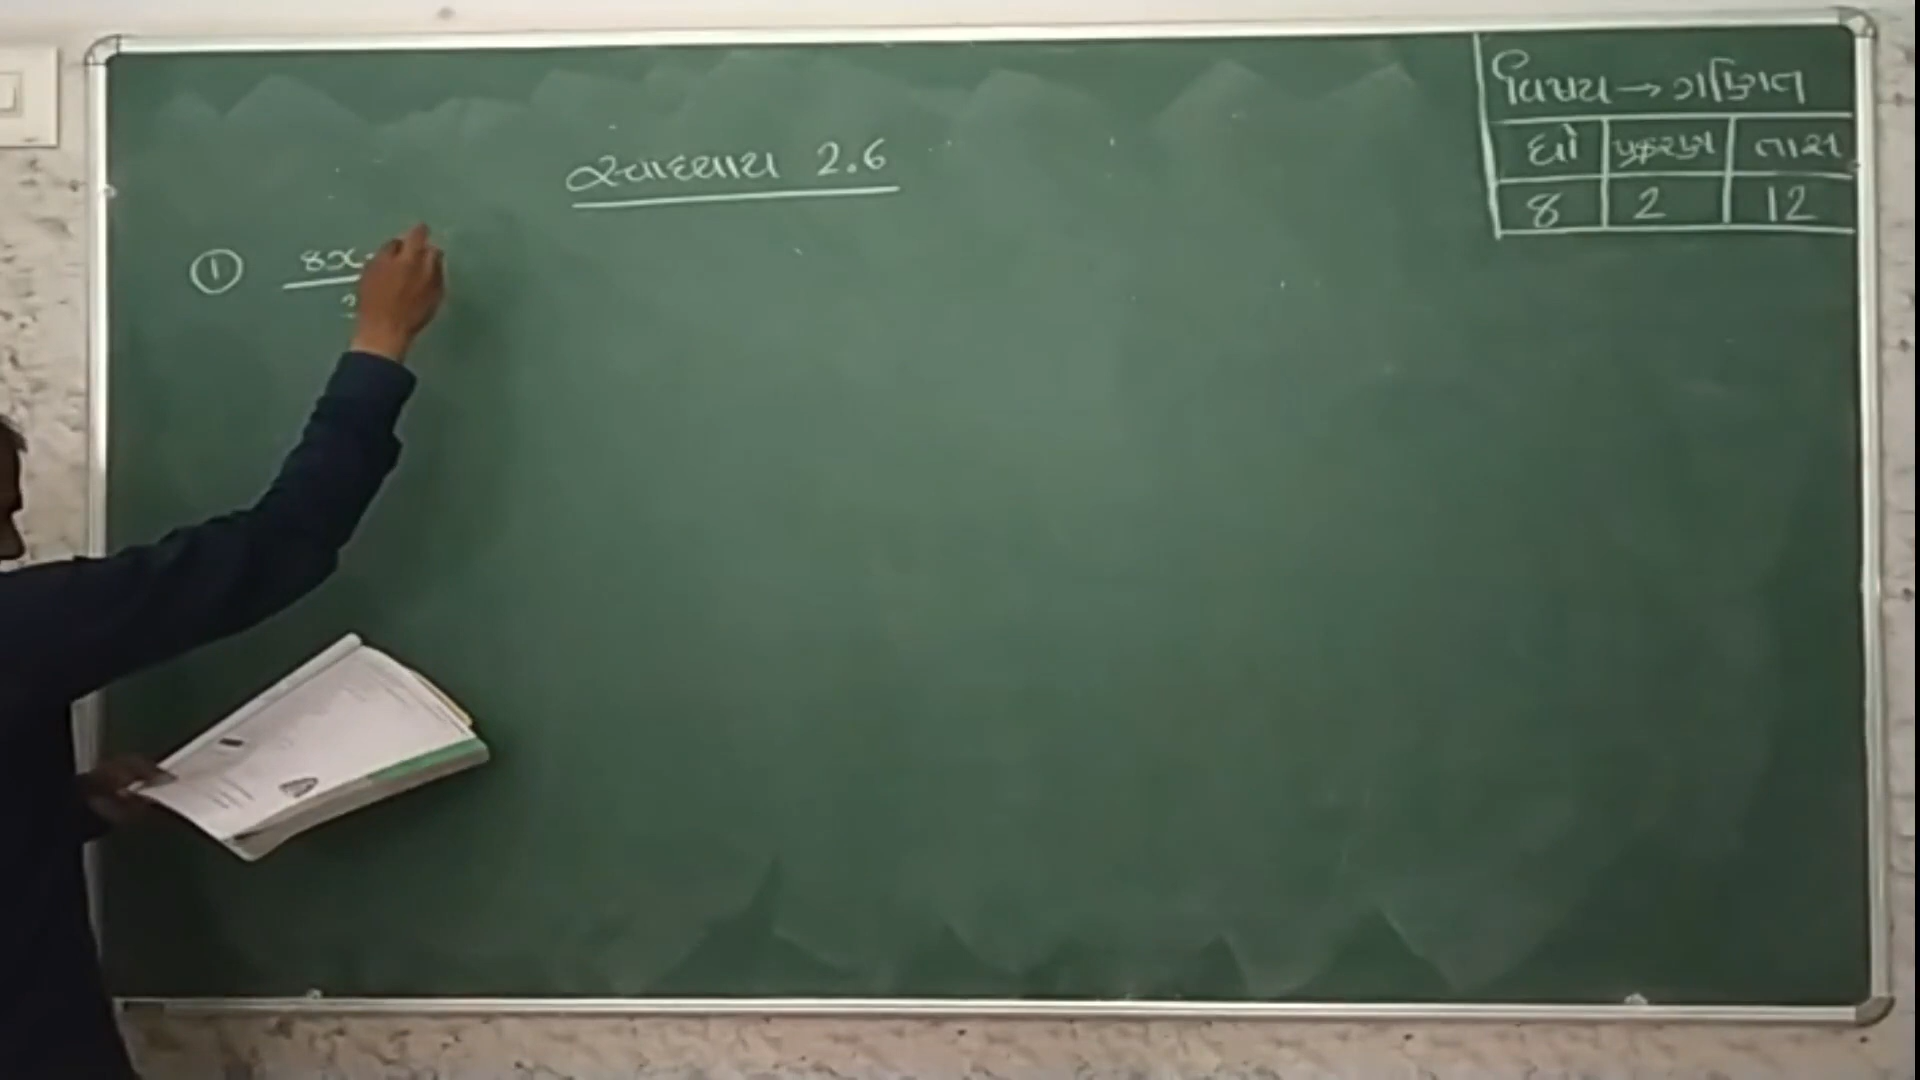 વિષય → ગણિત
ધો પ્રકરણ તાસ
8 2 12
સ્વાધ્યાય 2.6
① 8x-